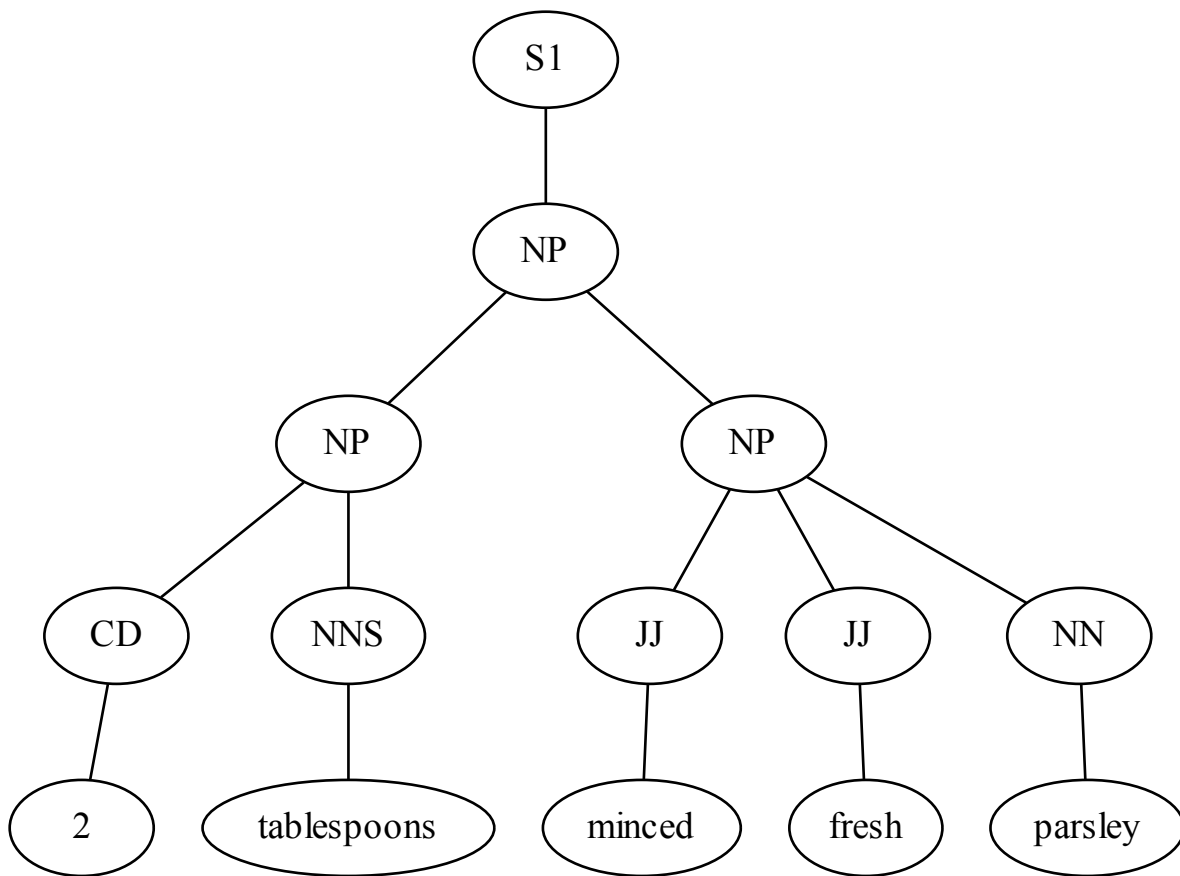 S1
NP
NP NP
CD NNS JJ JJ NN
2 tablespoons minced fresh parsley